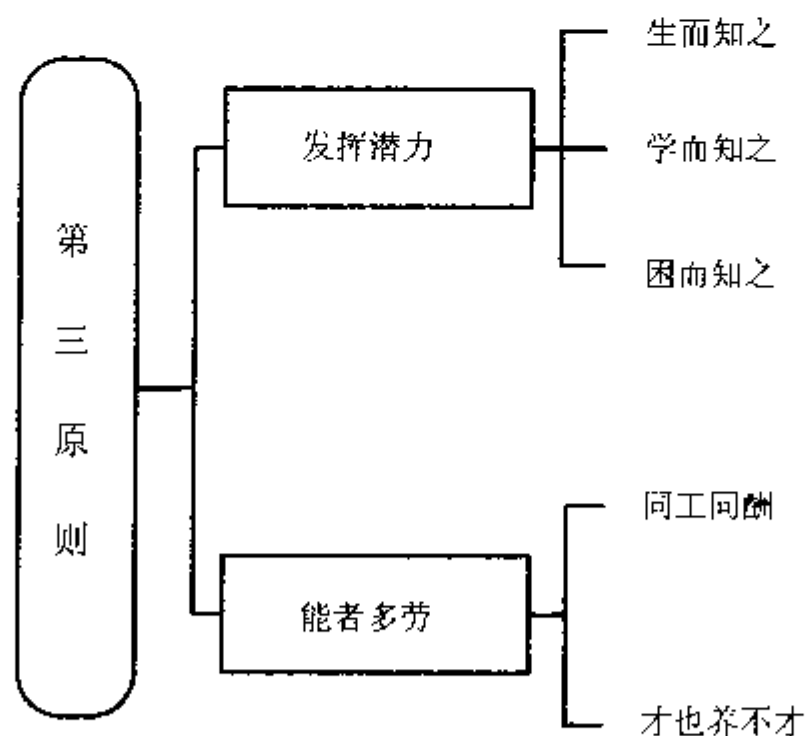 第三原则
发挥潜力
生而知之
学而知之
困而知之
能者多劳
同工同酬
才也养不才